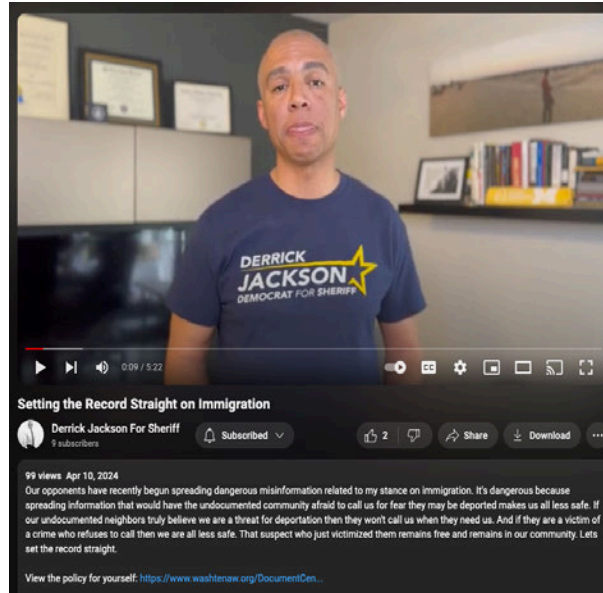 DERRICK
JACKSON
DEMOCRAT FOR SHERIFF
0:09 / 5:22
CC
Setting the Record Straight on Immigration
Derrick Jackson For Sheriff
9 subscribers
Subscribed
2
Share
Download
99 views Apr 10, 2024
Our opponents have recently begun spreading dangerous misinformation related to my stance on immigration. It's dangerous because
spreading information that would have the undocumented community afraid to call us for fear they may be deported makes us all less safe. If
our undocumented neighbors truly believe we are a threat for deportation then they won't call us when they need us. And if they are a victim of
a crime who refuses to call then we are all less safe. That suspect who just victimized them remains free and remains in our community. Lets
set the record straight.
View the policy for yourself: https://www.washtenaw.org/DocumentCen...